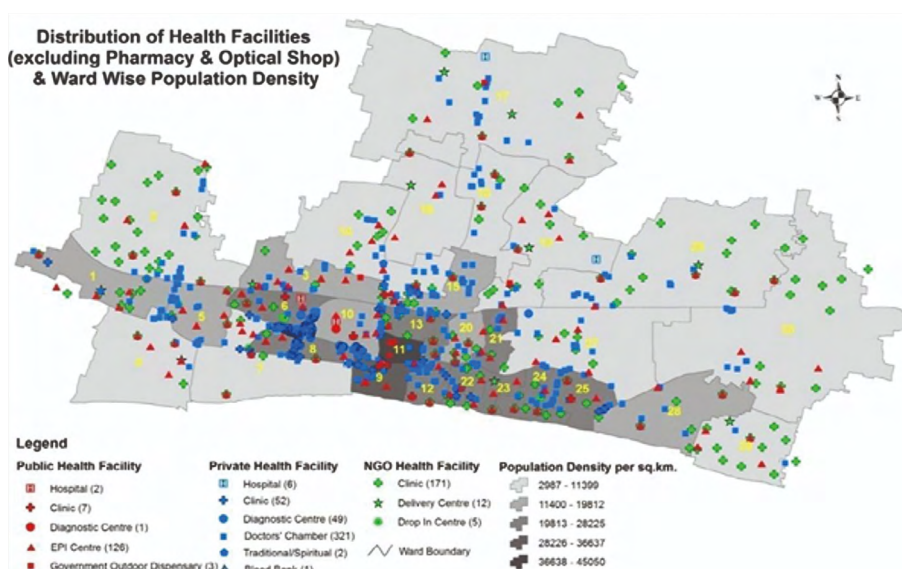 Distribution of Health Facilities
(excluding Pharmacy & Optical Shop)
& Ward Wise Population Density
N
W
E
S
1
3
5
6
8
9
10
11
12
13
15
20
21
22
23
24
25
28
Legend
Public Health Facility
Hospital (2)
Clinic (7)
Diagnostic Centre (1)
EPI Centre (126)
Government Outdoor Dispensary (3)
Private Health Facility
Hospital (6)
Clinic (52)
Diagnostic Centre (49)
Doctors' Chamber (321)
Traditional/Spiritual (2)
Blood Bank (1)
NGO Health Facility
Clinic (171)
Delivery Centre (12)
Drop In Centre (5)
Ward Boundary
Population Density per sq.km.
2987 - 11399
11400 - 19812
19813 - 28225
28226 - 36637
36638 - 45050